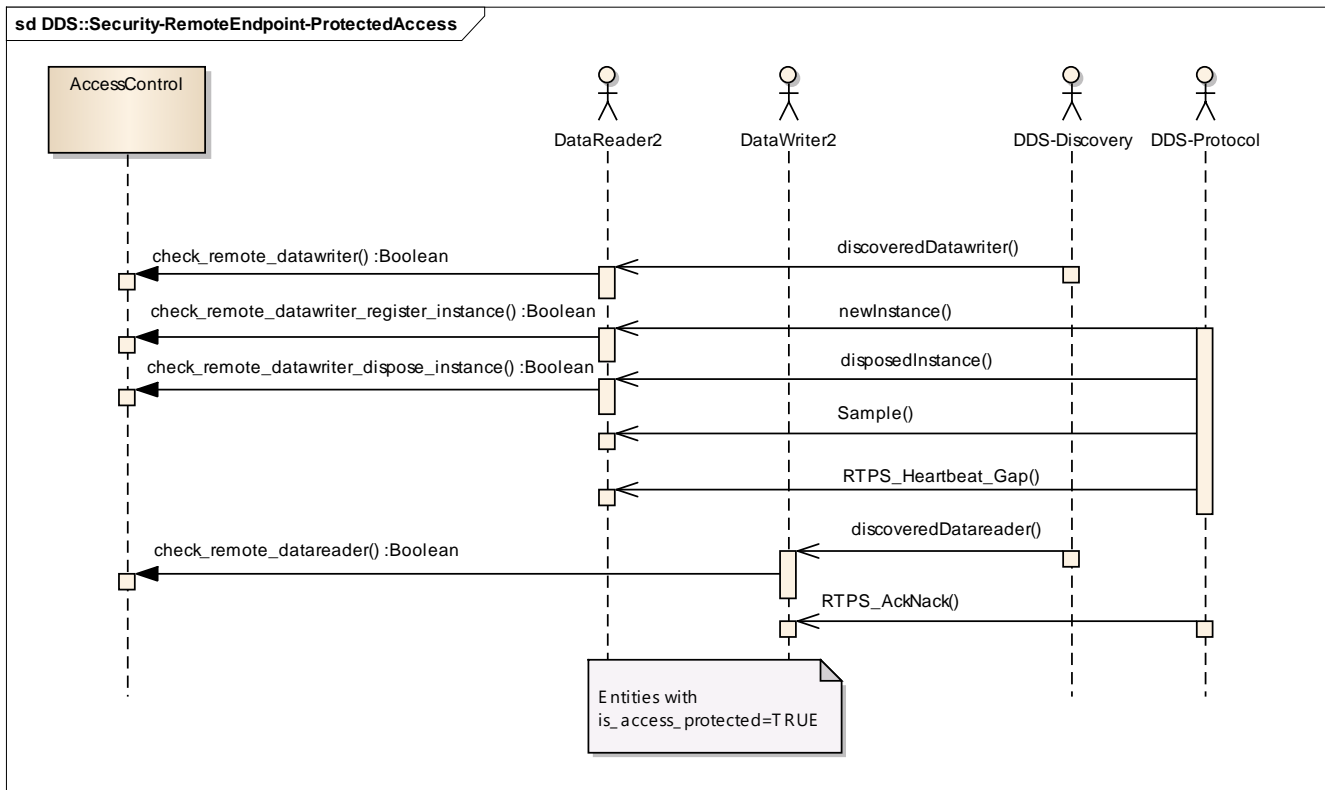 sd DDS::Security-RemoteEndpoint-ProtectedAccess
AccessControl
DataReader2
DataWriter2
DDS-Discovery
DDS-Protocol
discoveredDatawriter()
check_remote_datawriter() :Boolean
check_remote_datawriter_register_instance() :Boolean
newInstance()
check_remote_datawriter_dispose_instance() :Boolean
disposedInstance()
Sample()
RTPS_Heartbeat_Gap()
discoveredDatareader()
check_remote_datareader() :Boolean
RTPS_AckNack()
Entities with
is_access_protected=TRUE